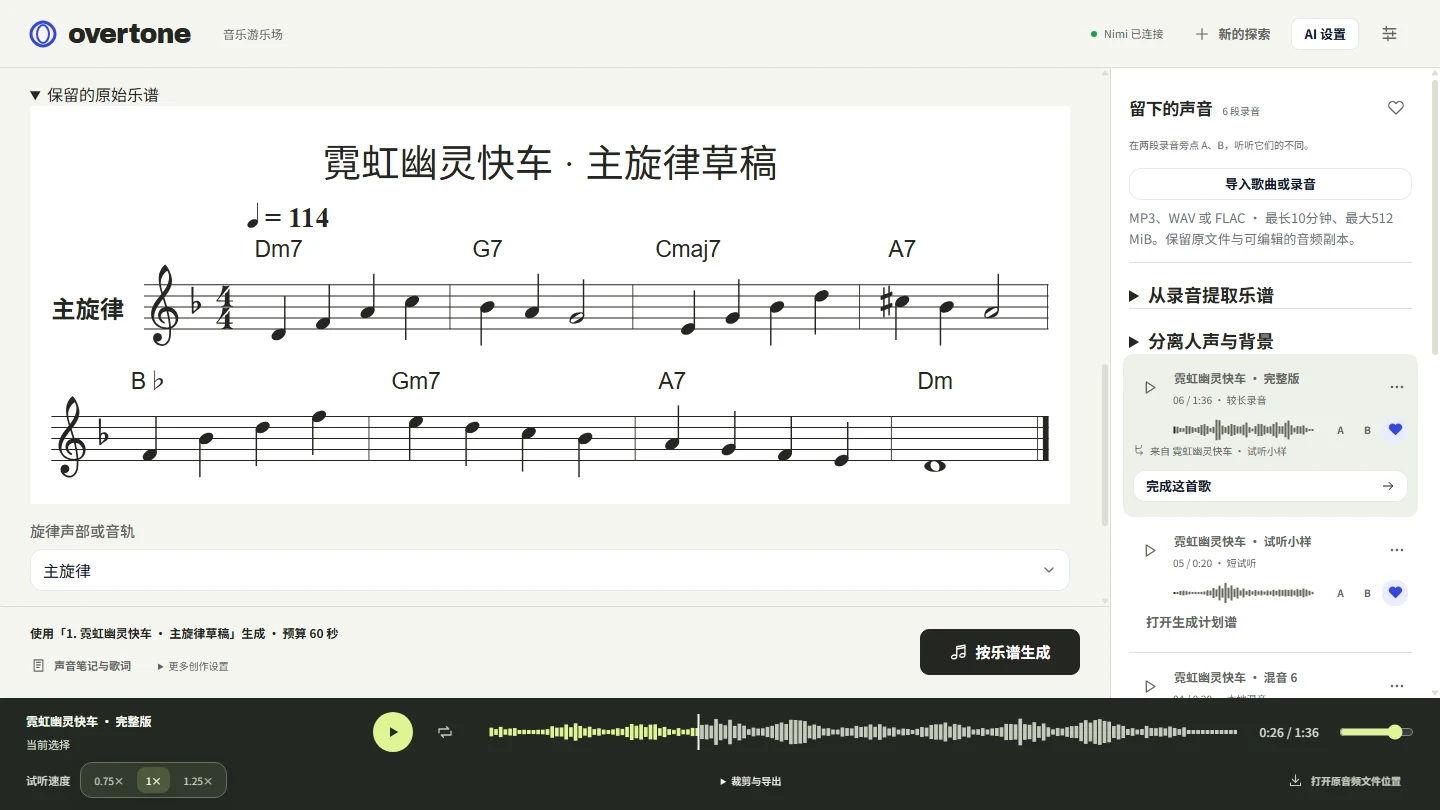 overtone
音乐游乐场
Nimi 已连接
新的探索
AI 设置
保留的原始乐谱
霓虹幽灵快车 · 主旋律草稿
= 114
Dm7 G7 Cmaj7 A7
主旋律
4
4
B♭ Gm7 A7 Dm
旋律声部或音轨
主旋律
使用「1. 霓虹幽灵快车 · 主旋律草稿」生成 · 预算 60 秒
声音笔记与歌词
更多创作设置
按乐谱生成
留下的声音 6 段录音
在两段录音旁点 A、B，听听它们的不同。
导入歌曲或录音
MP3、WAV 或 FLAC · 最长10分钟、最大512
MiB。保留原文件与可编辑的音频副本。
从录音提取乐谱
分离人声与背景
霓虹幽灵快车 · 完整版
06 / 1:36 · 较长录音
A B
来自 霓虹幽灵快车 · 试听小样
完成这首歌
霓虹幽灵快车 · 试听小样
05 / 0:20 · 短试听
A B
打开生成计划谱
霓虹幽灵快车 · 混音 6
霓虹幽灵快车 · 完整版
当前选择
0:26 / 1:36
试听速度 0.75× 1× 1.25×
裁剪与导出
打开原音频文件位置